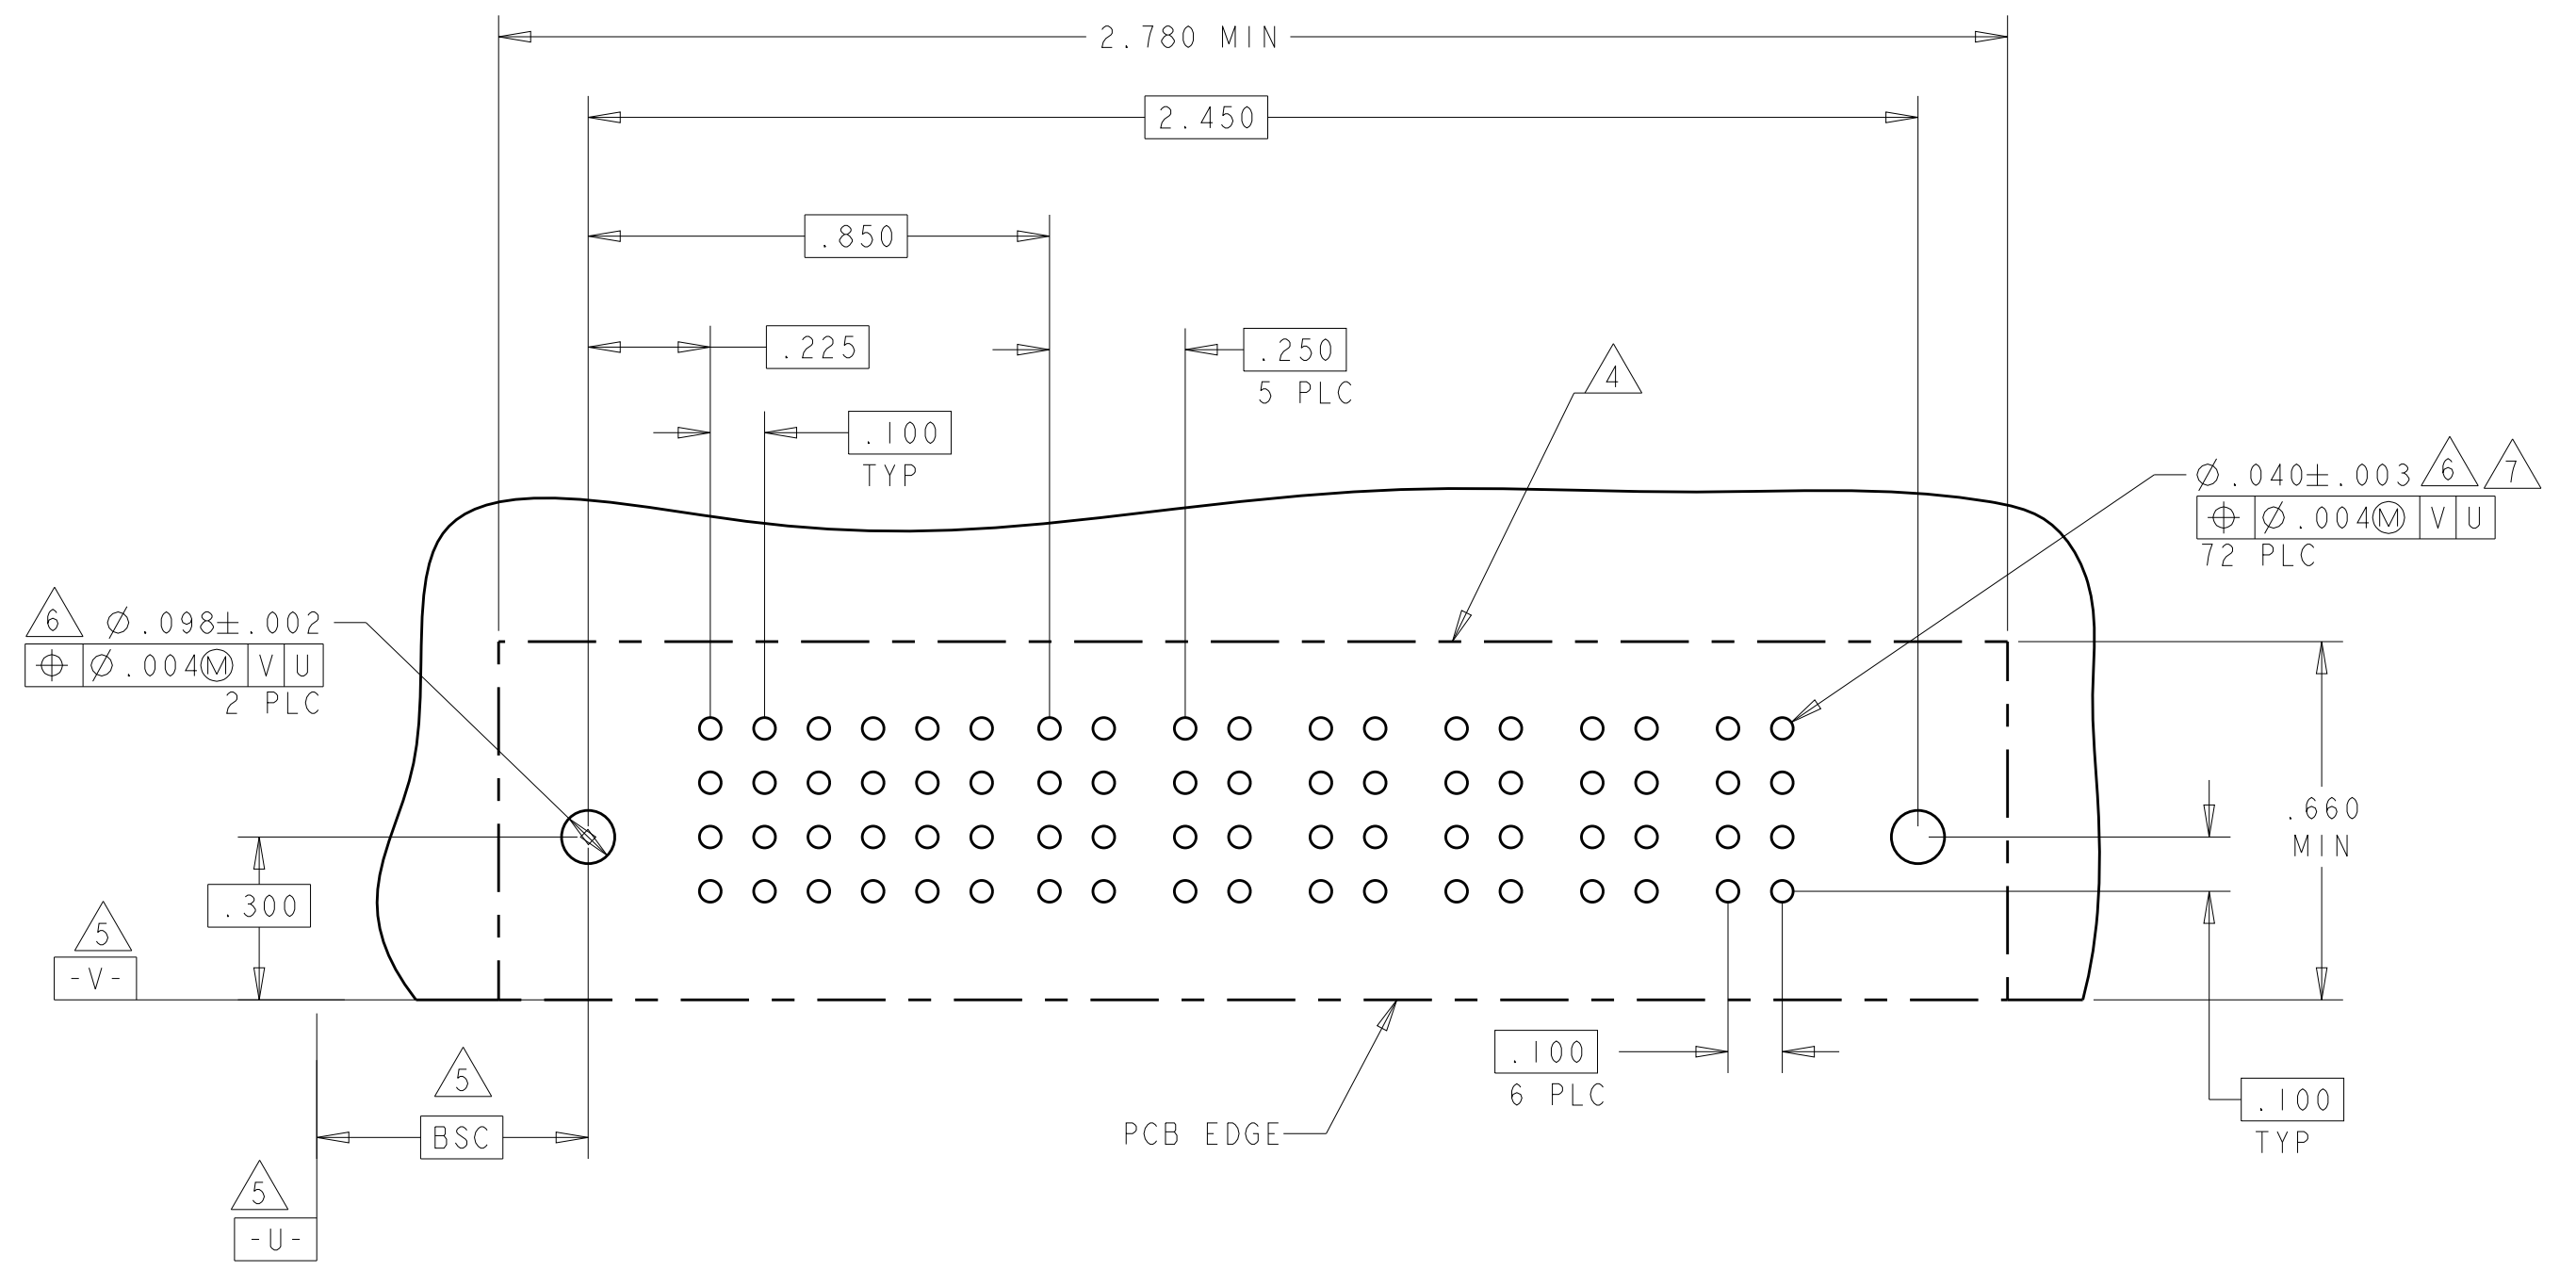 2.780 MIN
2.450
.850
.225
.250
5 PLC
4
.100
TYP
Ø.040±.003 6 7
⌖ Ø.004Ⓜ V U
72 PLC
6 Ø.098±.002
⌖ Ø.004Ⓜ V U
2 PLC
.660
MIN
.300
5
-V-
.100
6 PLC
5
BSC
.100
TYP
PCB EDGE
5
-U-